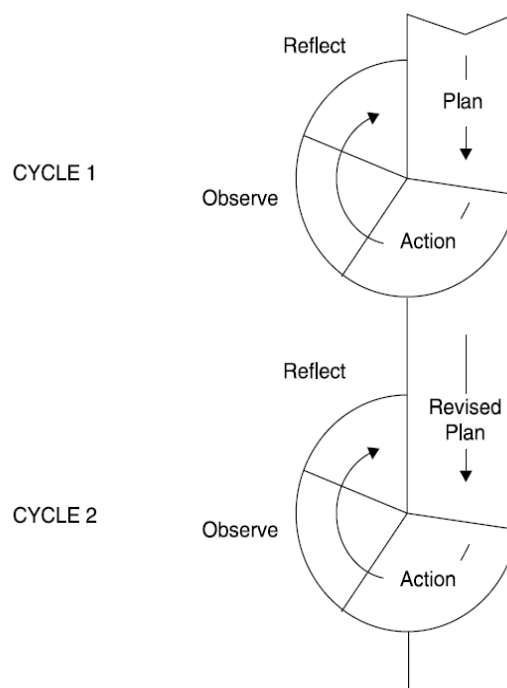 Reflect
Plan
CYCLE 1
Observe
Action
Reflect
Revised
Plan
CYCLE 2
Observe
Action